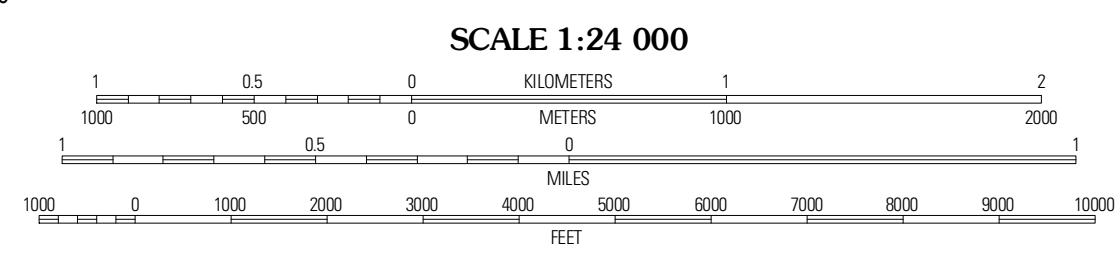 SCALE 1:24 000
1 0.5 0 KILOMETERS 1 2
1000 500 0 METERS 1000 2000
1 0.5 0 1
MILES
1000 0 1000 2000 3000 4000 5000 6000 7000 8000 9000 10000
FEET